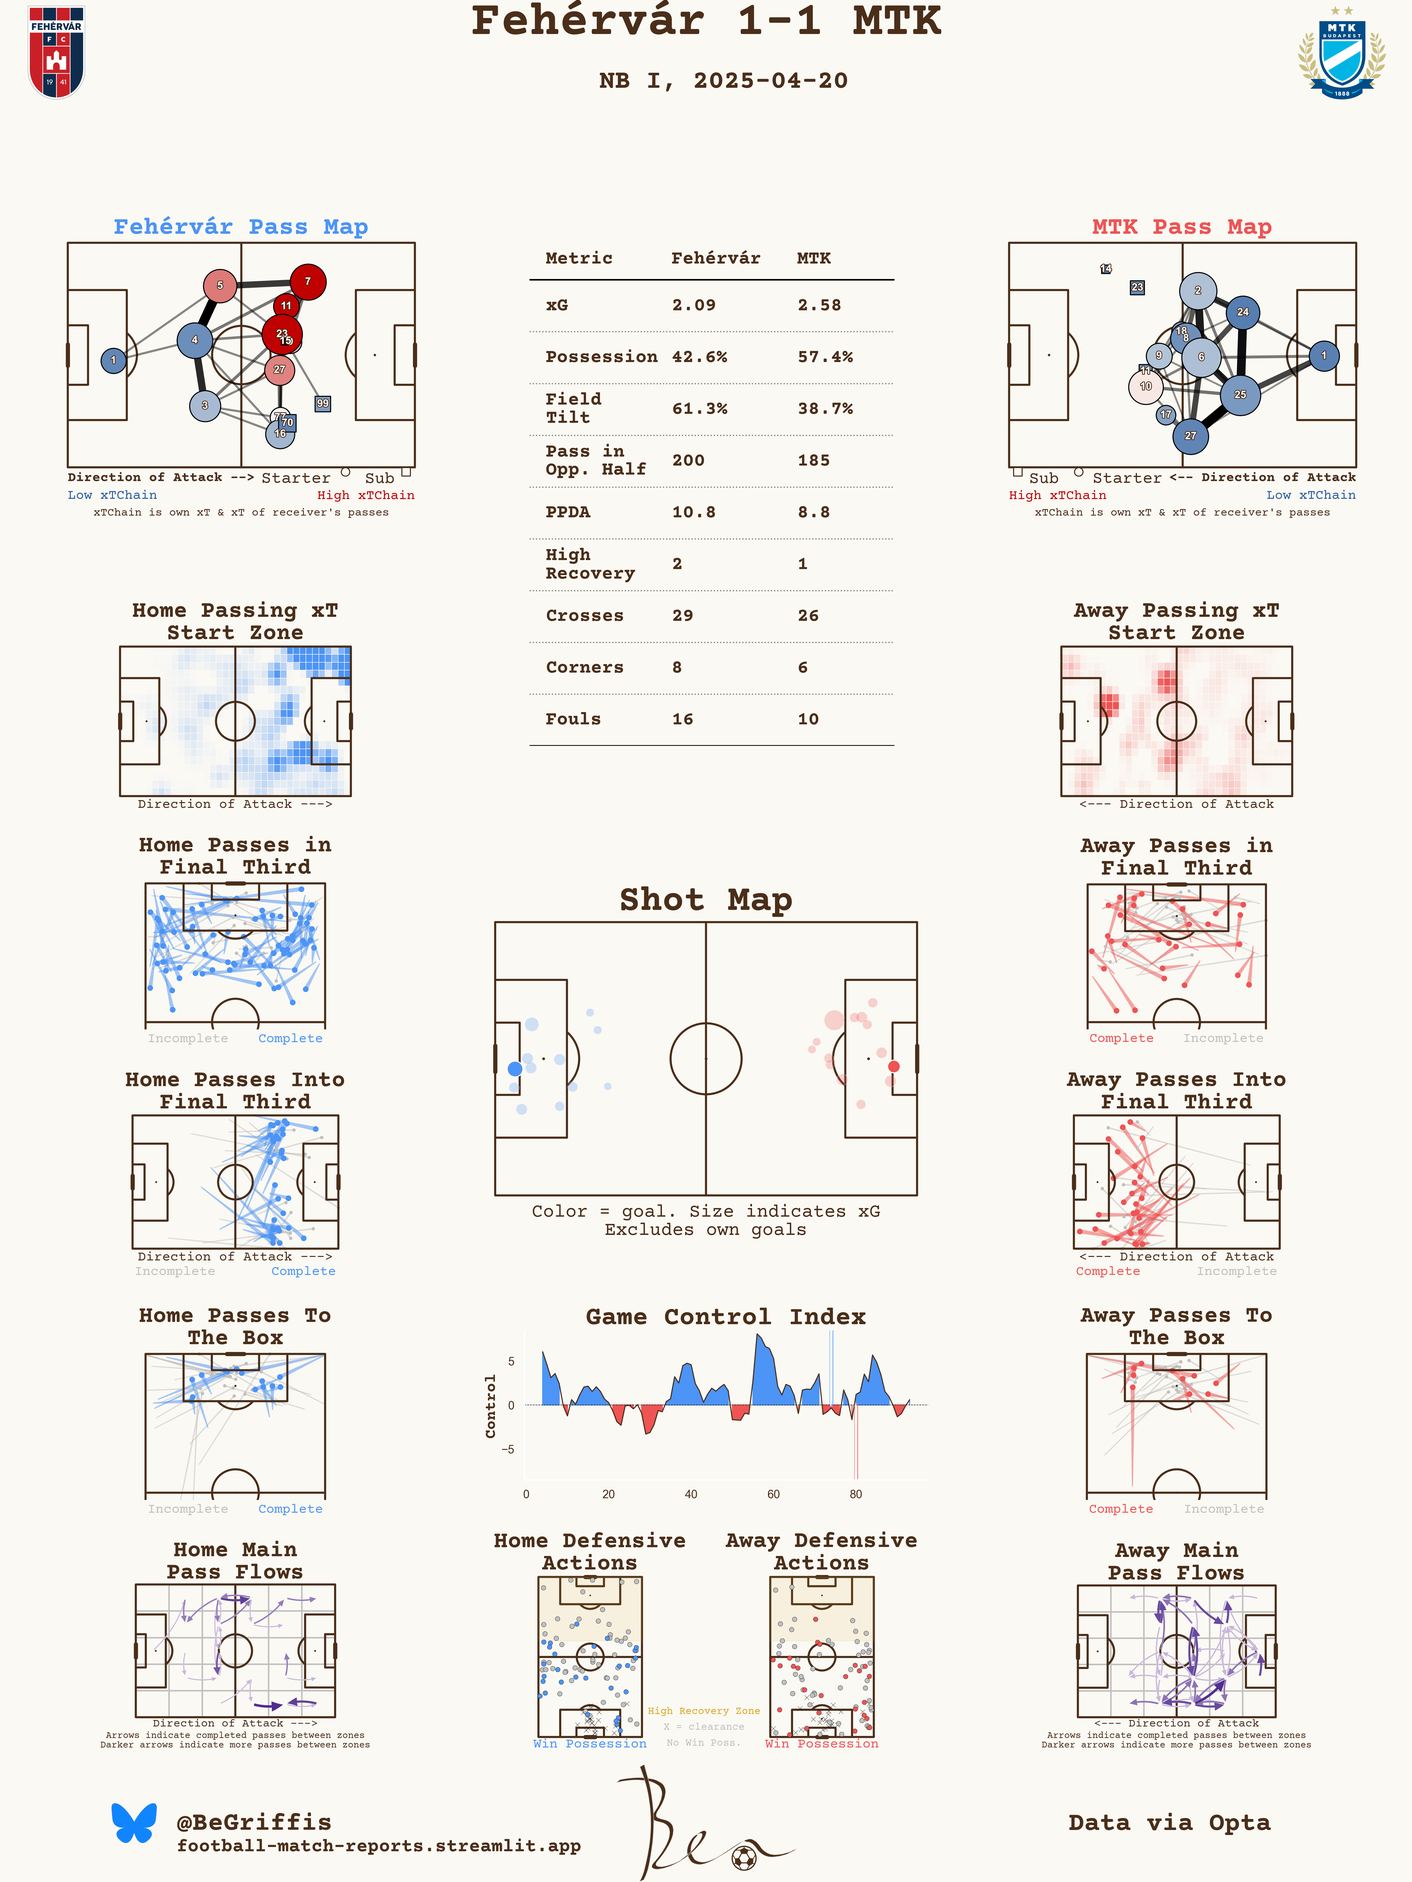 Fehérvár 1-1 MTK
NB I, 2025-04-20
FEHÉRVÁR
F C
19 41
MTK
BUDAPEST
1888
Fehérvár Pass Map
5
7
11
23
15
4
1
27
3
99
77
70
16
Direction of Attack --> Starter Sub
Low xTChain High xTChain
xTChain is own xT & xT of receiver's passes
Metric Fehérvár MTK
xG 2.09 2.58
Possession 42.6% 57.4%
Field
Tilt 61.3% 38.7%
Pass in
Opp. Half 200 185
PPDA 10.8 8.8
High
Recovery 2 1
Crosses 29 26
Corners 8 6
Fouls 16 10
MTK Pass Map
14
23
2
24
18
8
9
6
1
11
10
25
17
27
Sub Starter <-- Direction of Attack
High xTChain Low xTChain
xTChain is own xT & xT of receiver's passes
Home Passing xT
Start Zone
Direction of Attack --->
Away Passing xT
Start Zone
<--- Direction of Attack
Home Passes in
Final Third
Incomplete Complete
Shot Map
Color = goal. Size indicates xG
Excludes own goals
Away Passes in
Final Third
Complete Incomplete
Home Passes Into
Final Third
Direction of Attack --->
Incomplete Complete
Away Passes Into
Final Third
<--- Direction of Attack
Complete Incomplete
Home Passes To
The Box
Incomplete Complete
Game Control Index
Control
5
0
−5
0 20 40 60 80
Away Passes To
The Box
Complete Incomplete
Home Main
Pass Flows
Direction of Attack --->
Arrows indicate completed passes between zones
Darker arrows indicate more passes between zones
Home Defensive
Actions
Win Possession
High Recovery Zone
X = clearance
No Win Poss.
Away Defensive
Actions
Win Possession
Away Main
Pass Flows
<--- Direction of Attack
Arrows indicate completed passes between zones
Darker arrows indicate more passes between zones
@BeGriffis
football-match-reports.streamlit.app
Ben
Data via Opta